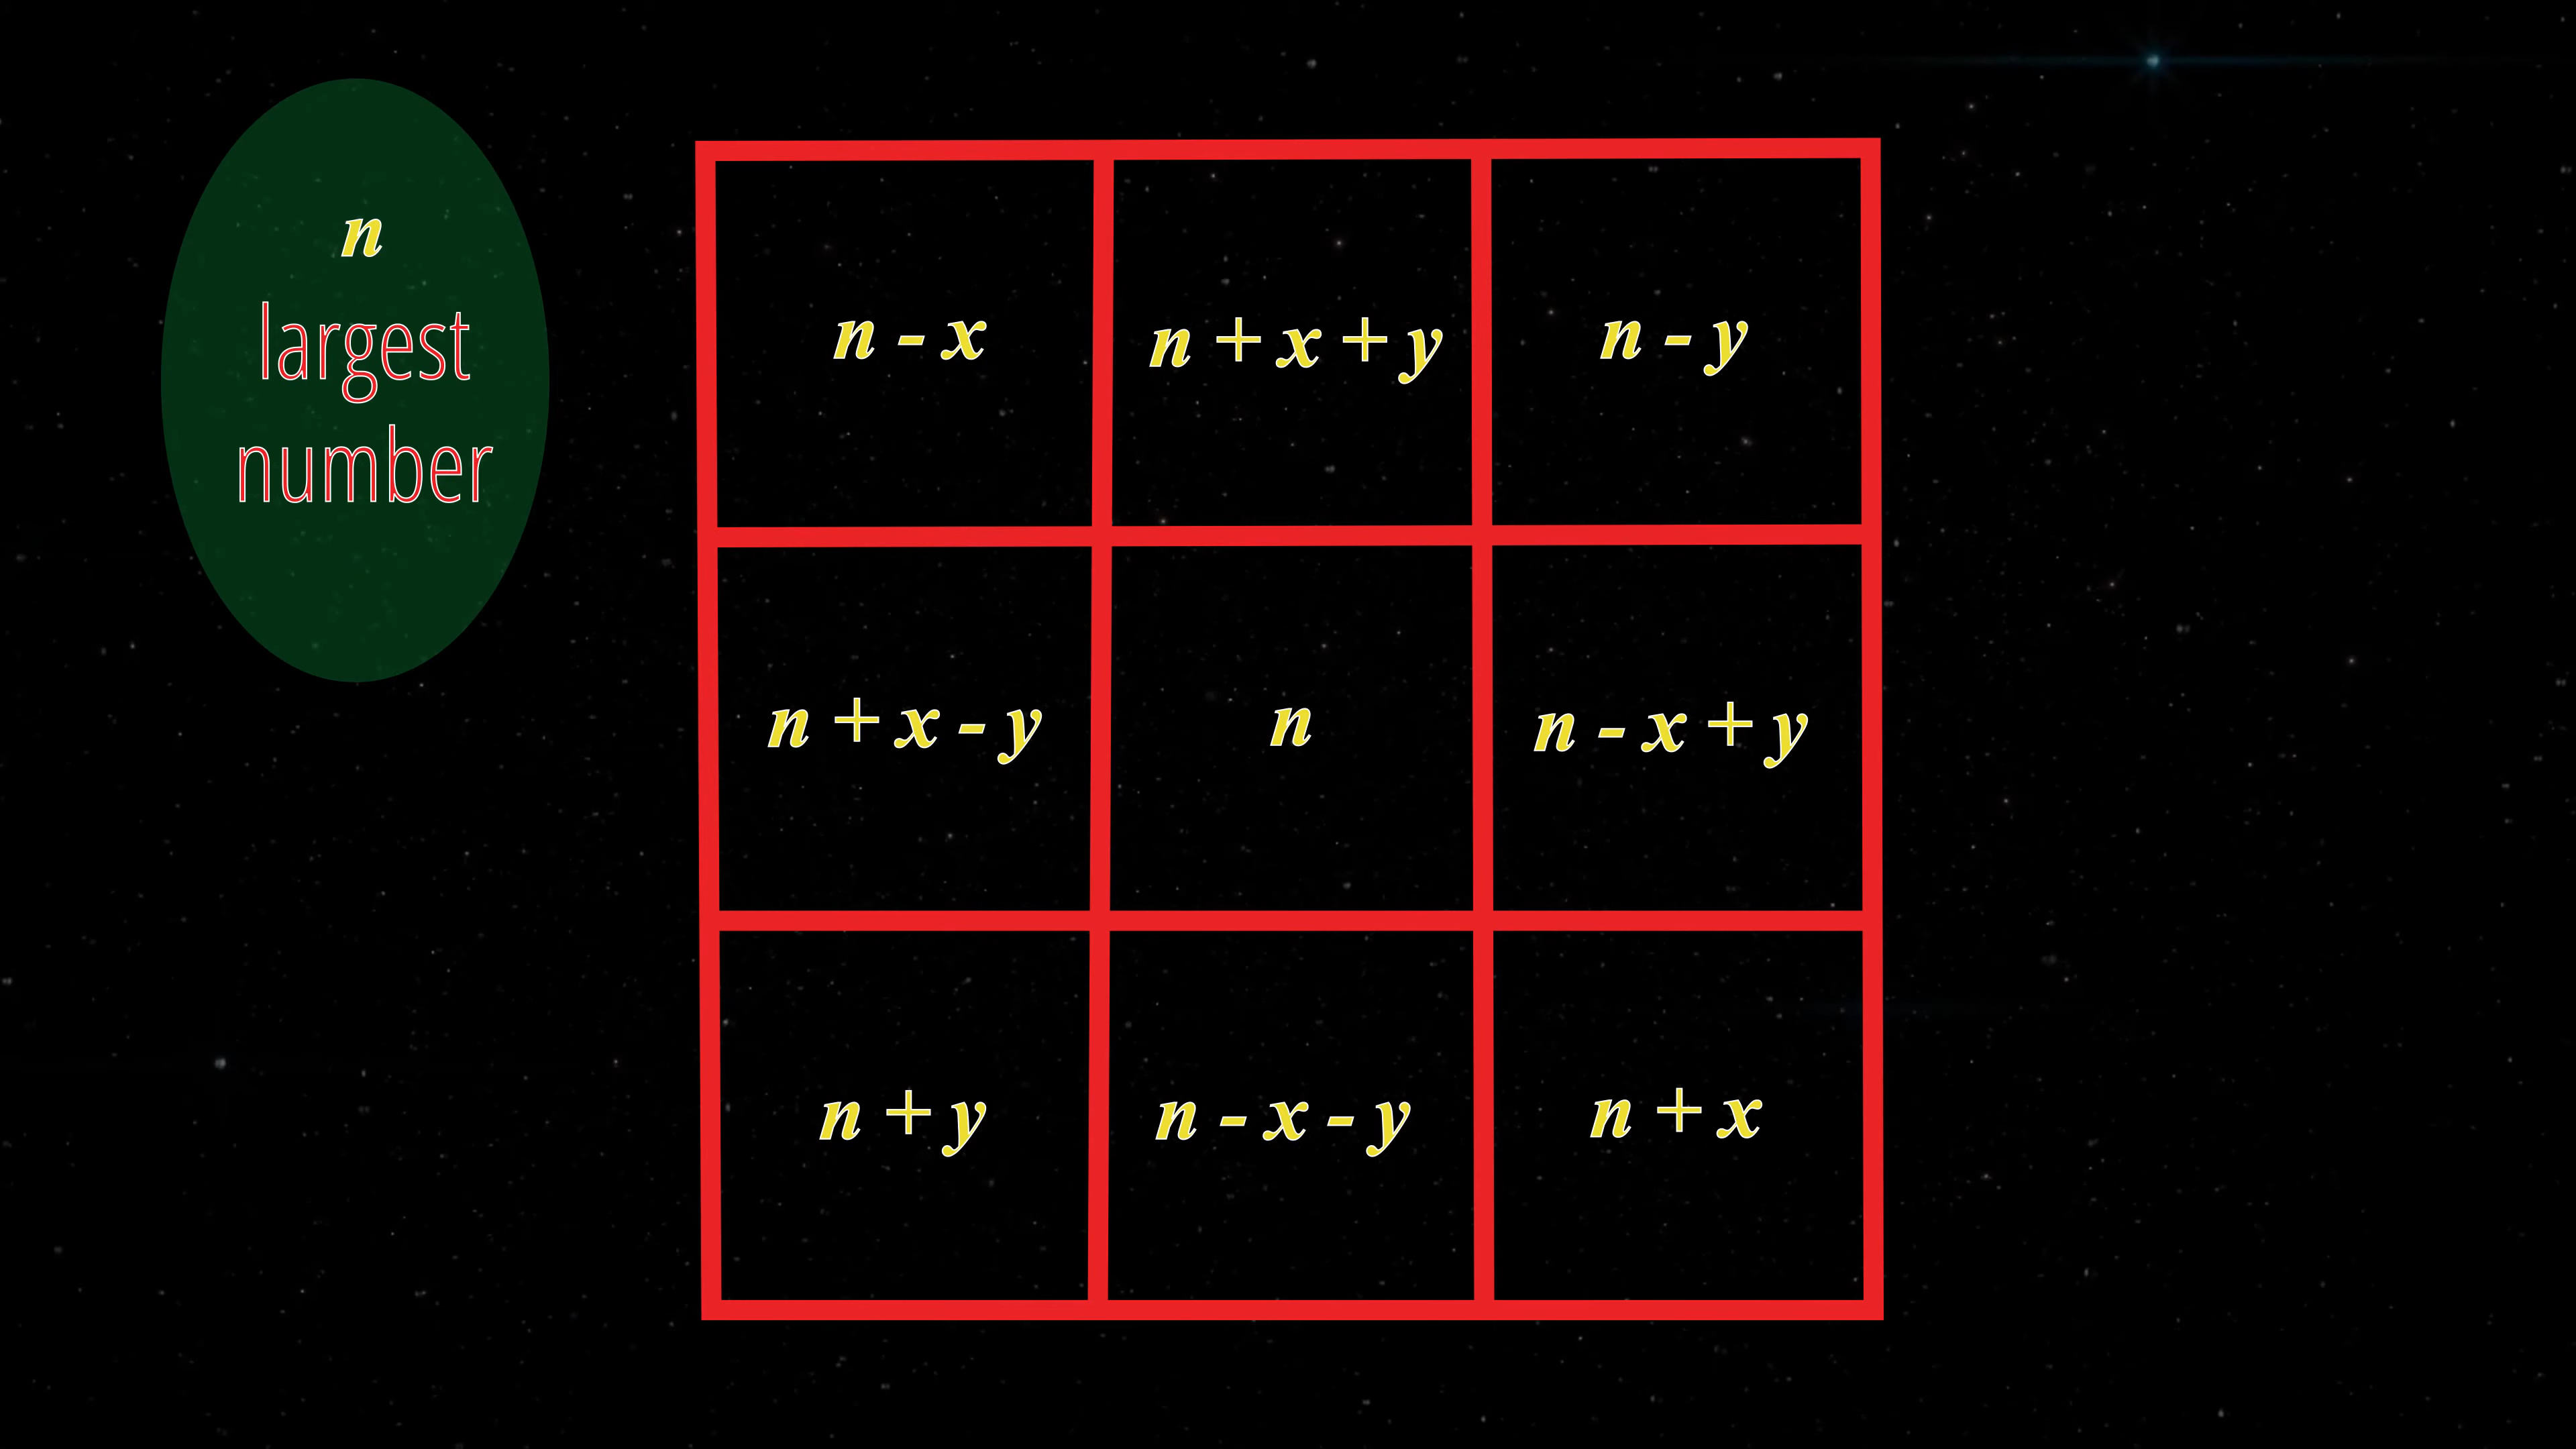 n
largest
number
n - x
n + x + y
n - y
n + x - y
n
n - x + y
n + y
n - x - y
n + x